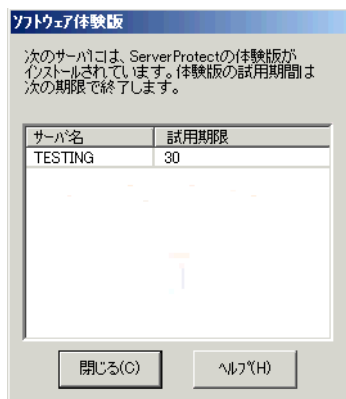 ソフトウェア体験版
次のサーバには、ServerProtectの体験版が
インストールされています。体験版の試用期間は
次の期限で終了します。
サーバ名 試用期限
TESTING 30
閉じる(C) ヘルプ(H)